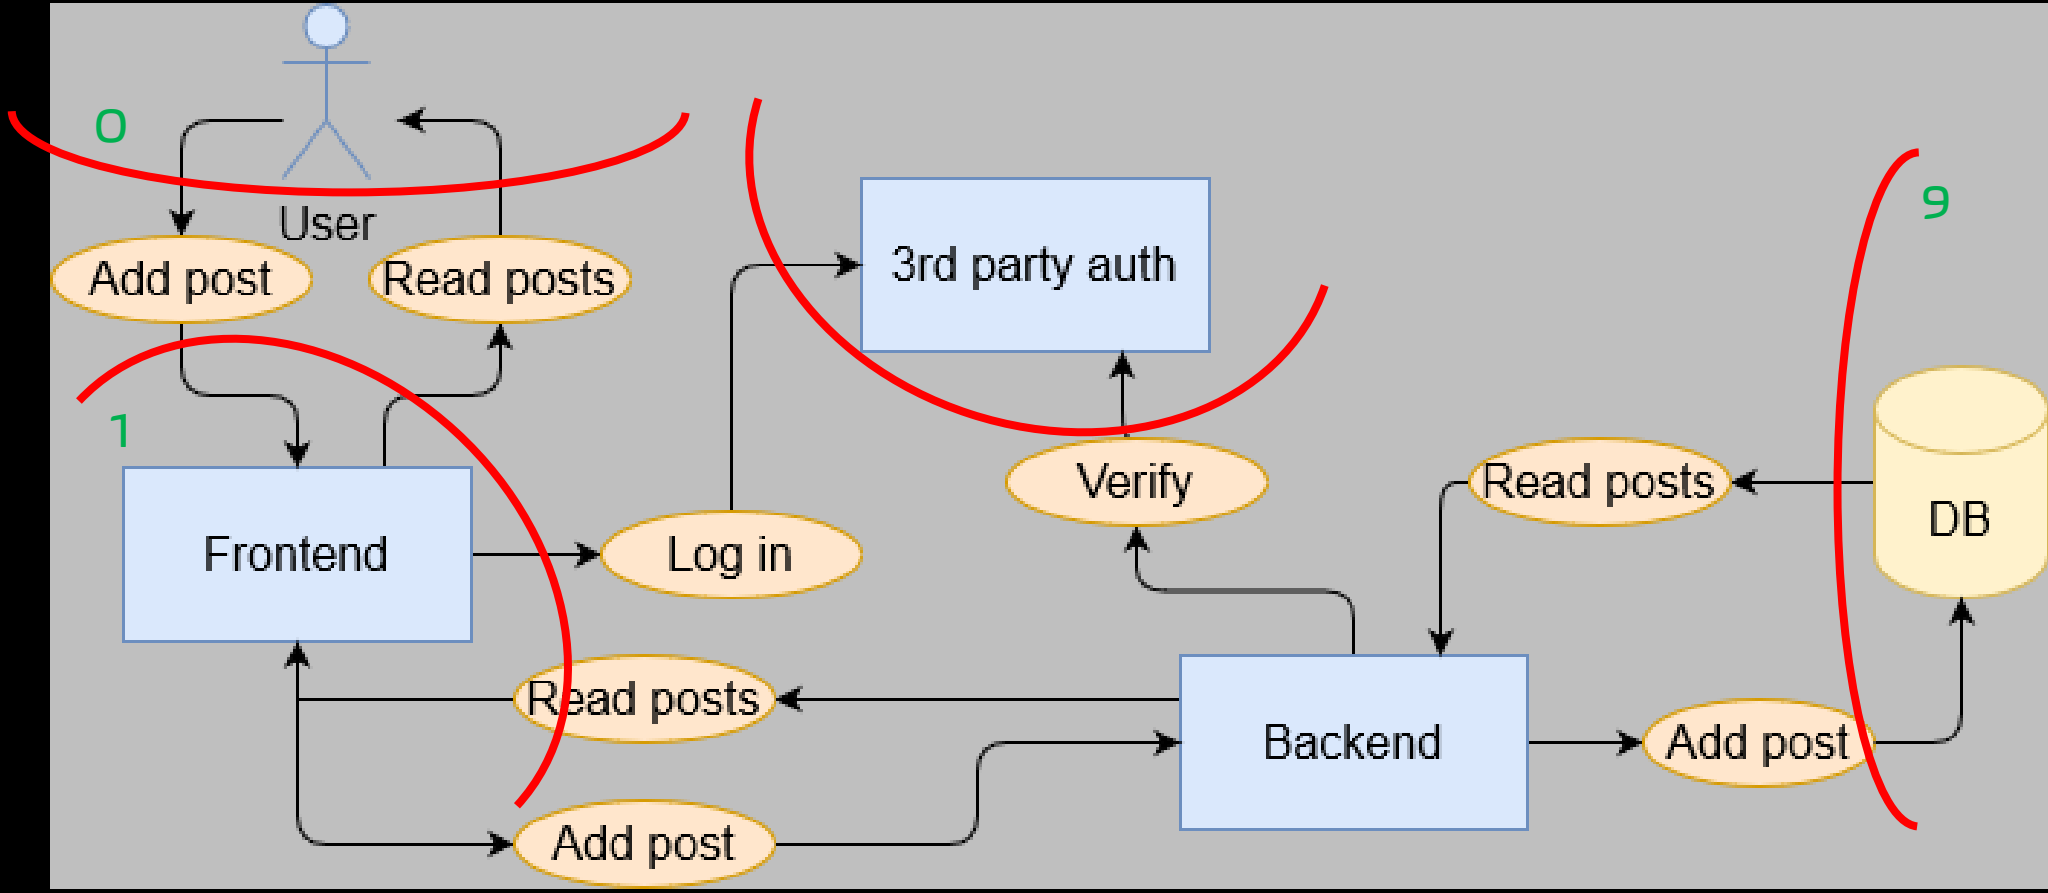 0
User
Add post
Read posts
9
3rd party auth
1
Verify
Read posts
DB
Frontend
Log in
Read posts
Backend
Add post
Add post